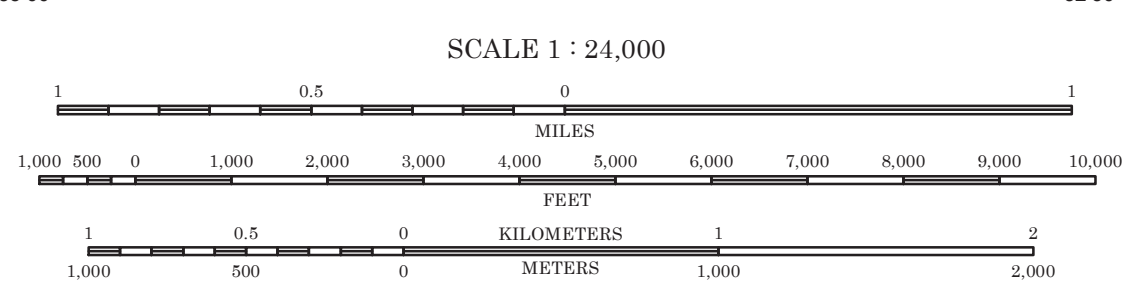 SCALE 1 : 24,000
1 0.5 0 1
MILES
1,000 500 0 1,000 2,000 3,000 4,000 5,000 6,000 7,000 8,000 9,000 10,000
FEET
1 0.5 0 KILOMETERS 1 2
1,000 500 0 METERS 1,000 2,000